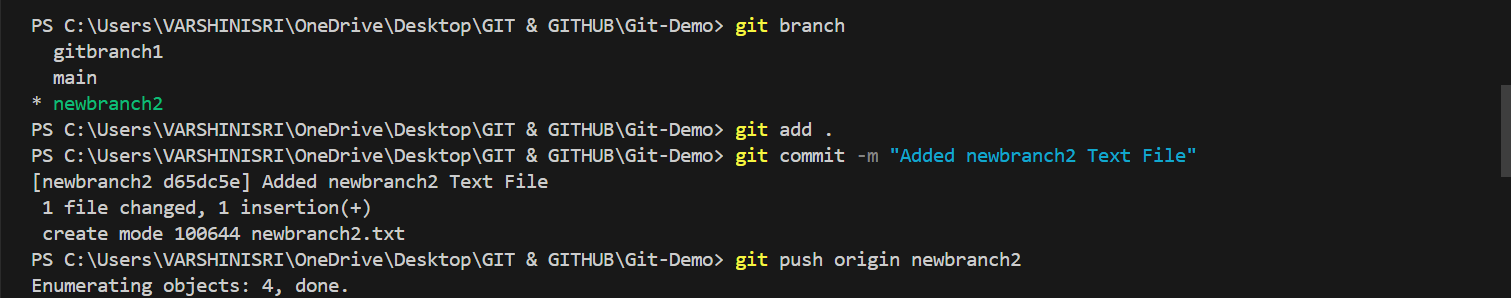 PS C:\Users\VARSHINISRI\OneDrive\Desktop\GIT & GITHUB\Git-Demo> git branch
  gitbranch1
  main
* newbranch2
PS C:\Users\VARSHINISRI\OneDrive\Desktop\GIT & GITHUB\Git-Demo> git add .
PS C:\Users\VARSHINISRI\OneDrive\Desktop\GIT & GITHUB\Git-Demo> git commit -m "Added newbranch2 Text File"
[newbranch2 d65dc5e] Added newbranch2 Text File
 1 file changed, 1 insertion(+)
 create mode 100644 newbranch2.txt
PS C:\Users\VARSHINISRI\OneDrive\Desktop\GIT & GITHUB\Git-Demo> git push origin newbranch2
Enumerating objects: 4, done.